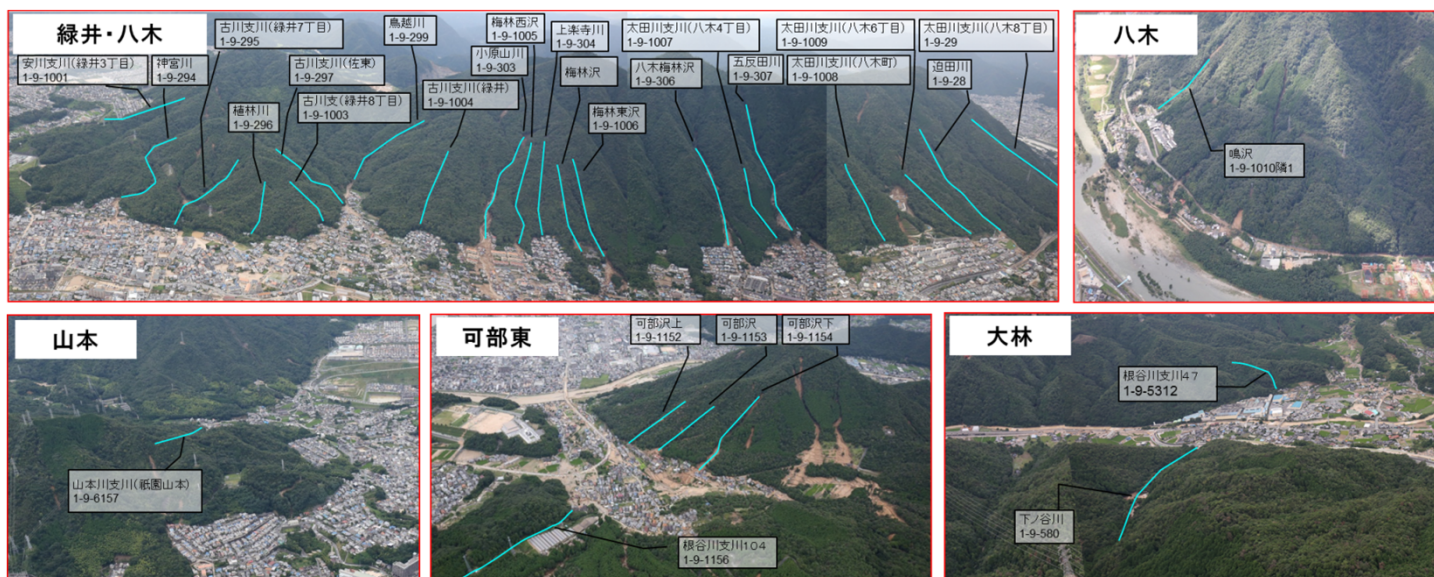 緑井・八木
安川支川(緑井3丁目)
1-9-1001
神宮川
1-9-294
古川支川(緑井7丁目)
1-9-295
植林川
1-9-296
古川支川(佐東)
1-9-297
古川支(緑井8丁目)
1-9-1003
鳥越川
1-9-299
古川支川(緑井)
1-9-1004
小原山川
1-9-303
梅林西沢
1-9-1005
上楽寺川
1-9-304
梅林沢
梅林東沢
1-9-1006
八木梅林沢
1-9-306
太田川支川(八木4丁目)
1-9-1007
五反田川
1-9-307
太田川支川(八木6丁目)
1-9-1009
太田川支川(八木町)
1-9-1008
迫田川
1-9-28
太田川支川(八木8丁目)
1-9-29
八木
鳴沢
1-9-1010隣1
山本
山本川支川(祇園山本)
1-9-6157
可部東
可部沢上
1-9-1152
可部沢
1-9-1153
可部沢下
1-9-1154
根谷川支川104
1-9-1156
大林
根谷川支川47
1-9-5312
下ノ谷川
1-9-580